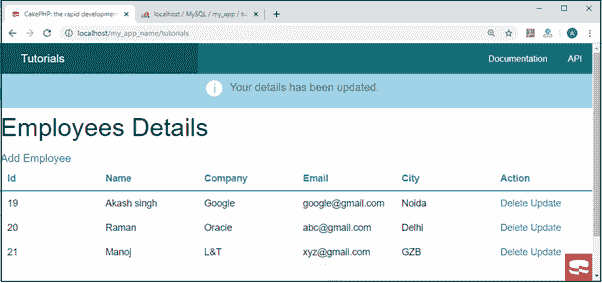 CakePHP: the rapid developmen
localhost / MySQL / my_app / tu
localhost/my_app_name/tutorials
A
Tutorials
Documentation API
Your details has been updated.
Employees Details
Add Employee
Id Name Company Email City Action
19 Akash singh Google google@gmail.com Noida Delete Update
20 Raman Oracle abc@gmail.com Delhi Delete Update
21 Manoj L&T xyz@gmail.com GZB Delete Update